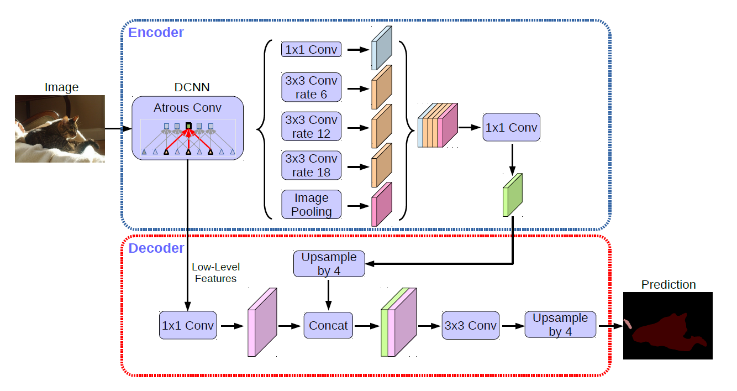 Encoder
Image
DCNN
Atrous Conv
1x1 Conv
3x3 Conv
rate 6
3x3 Conv
rate 12
3x3 Conv
rate 18
Image
Pooling
1x1 Conv
Decoder
Low-Level
Features
Upsample
by 4
1x1 Conv
Concat
3x3 Conv
Upsample
by 4
Prediction